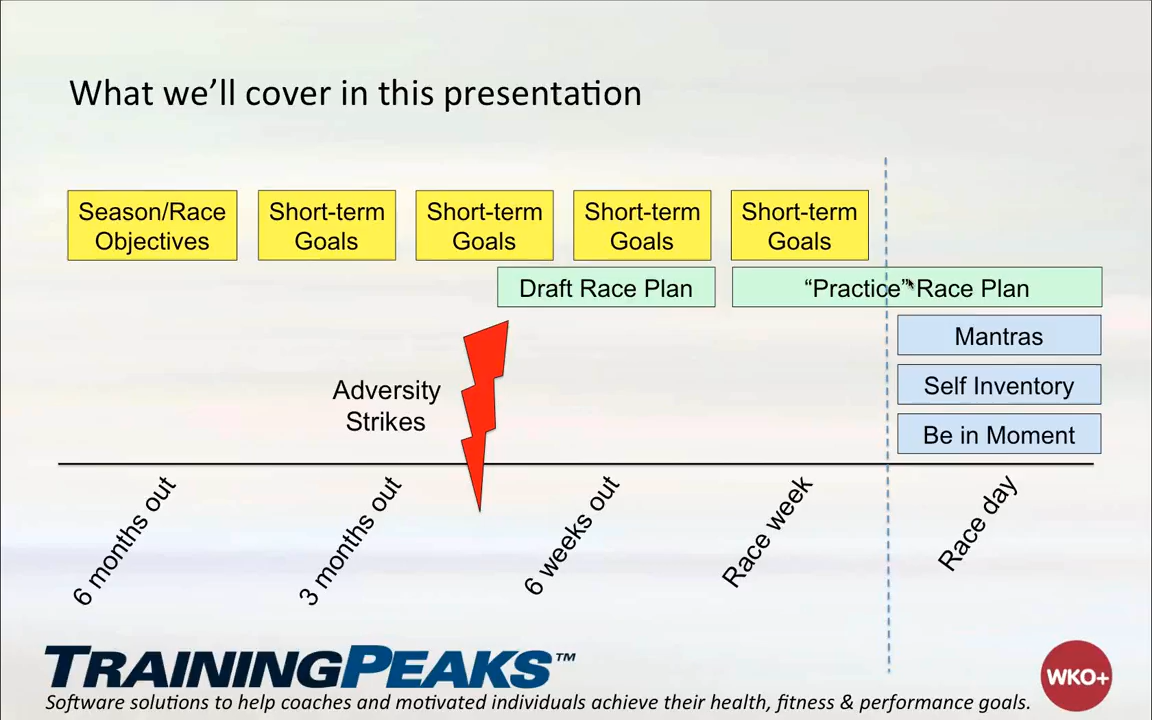 What we’ll cover in this presentation
Season/Race
Objectives
Short-term
Goals
Short-term
Goals
Short-term
Goals
Short-term
Goals
Draft Race Plan
“Practice” Race Plan
Mantras
Adversity
Strikes
Self Inventory
Be in Moment
6 months out
3 months out
6 weeks out
Race week
Race day
TRAININGPEAKS™
WKO+
Software solutions to help coaches and motivated individuals achieve their health, fitness & performance goals.